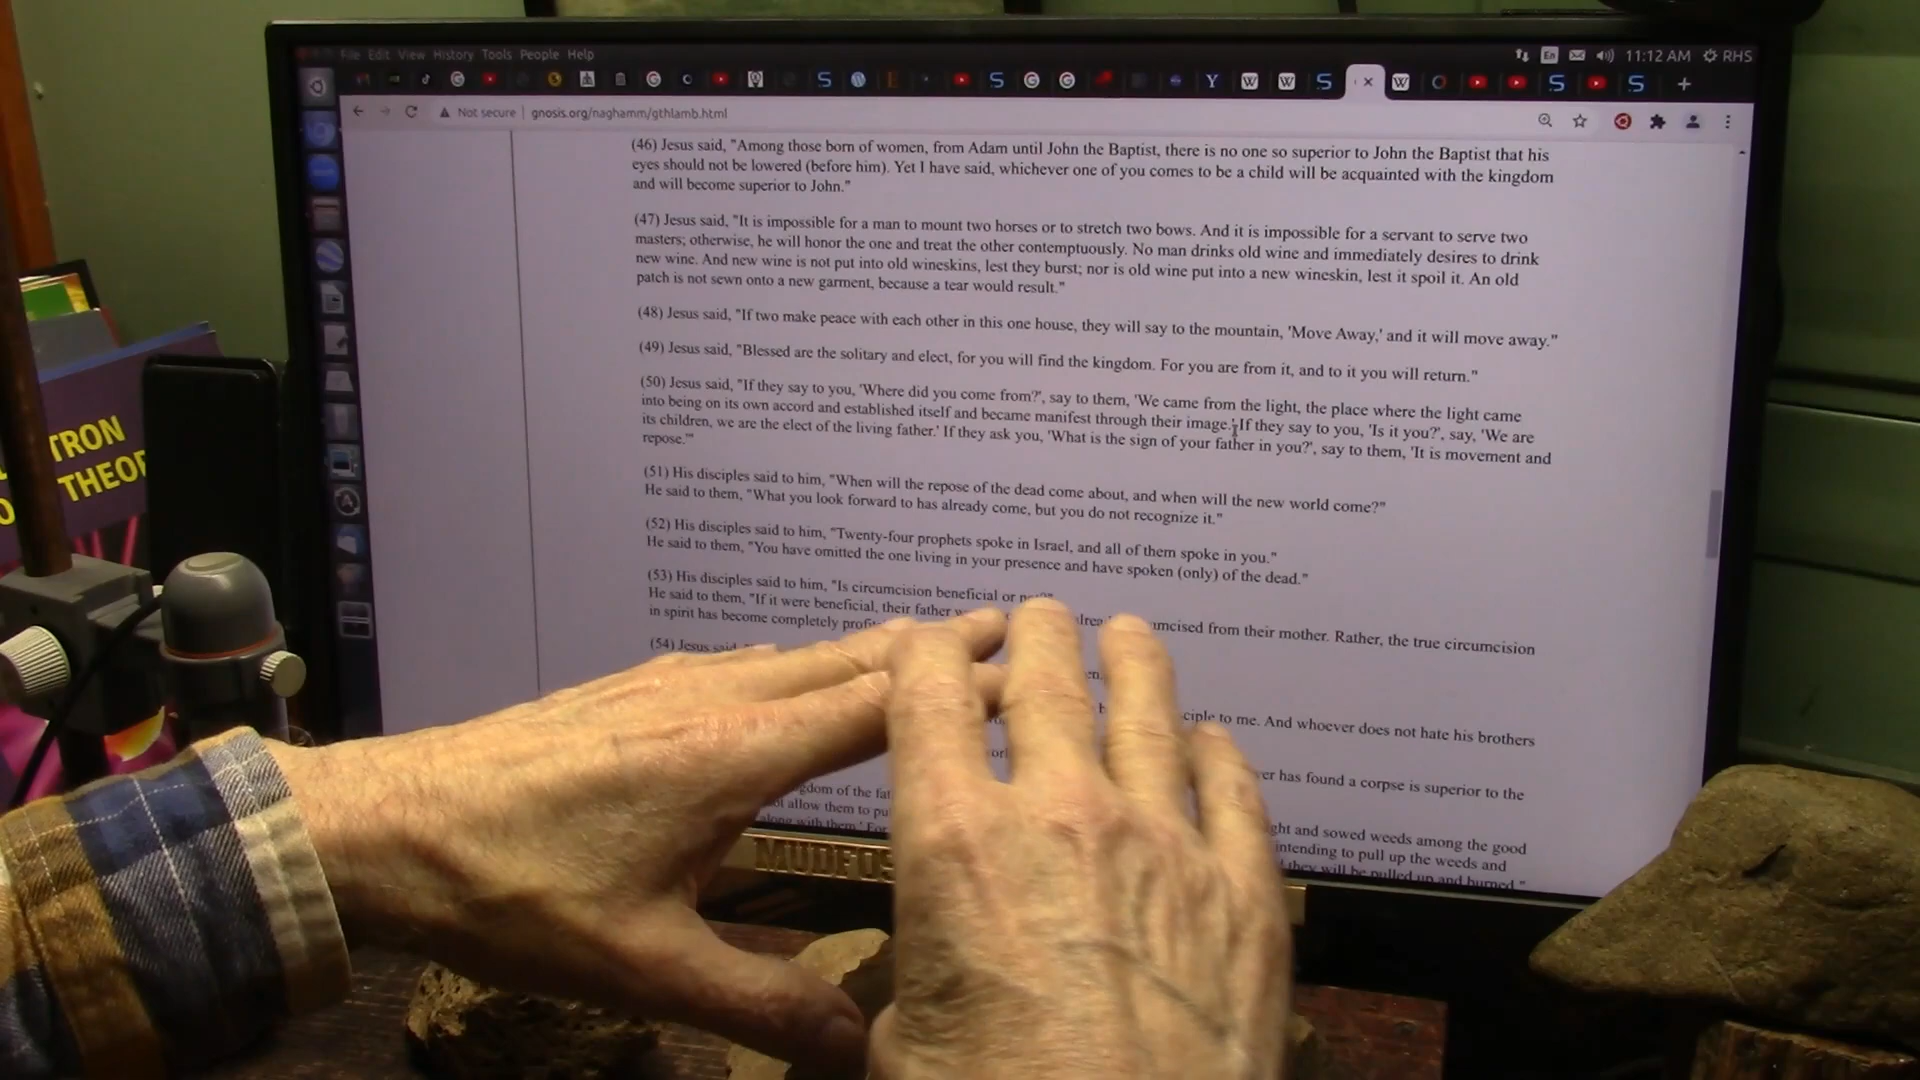 File Edit View History Tools People Help
11:12 AM RHS
Not secure | gnosis.org/naghamm/gthlamb.html
(46) Jesus said, "Among those born of women, from Adam until John the Baptist, there is no one so superior to John the Baptist that his
eyes should not be lowered (before him). Yet I have said, whichever one of you comes to be a child will be acquainted with the kingdom
and will become superior to John."
(47) Jesus said, "It is impossible for a man to mount two horses or to stretch two bows. And it is impossible for a servant to serve two
masters; otherwise, he will honor the one and treat the other contemptuously. No man drinks old wine and immediately desires to drink
new wine. And new wine is not put into old wineskins, lest they burst; nor is old wine put into a new wineskin, lest it spoil it. An old
patch is not sewn onto a new garment, because a tear would result."
(48) Jesus said, "If two make peace with each other in this one house, they will say to the mountain, 'Move Away,' and it will move away."
(49) Jesus said, "Blessed are the solitary and elect, for you will find the kingdom. For you are from it, and to it you will return."
(50) Jesus said, "If they say to you, 'Where did you come from?', say to them, 'We came from the light, the place where the light came
into being on its own accord and established itself and became manifest through their image.' If they say to you, 'Is it you?', say, 'We are
its children, we are the elect of the living father.' If they ask you, 'What is the sign of your father in you?', say to them, 'It is movement and
repose.'"
(51) His disciples said to him, "When will the repose of the dead come about, and when will the new world come?"
He said to them, "What you look forward to has already come, but you do not recognize it."
(52) His disciples said to him, "Twenty-four prophets spoke in Israel, and all of them spoke in you."
He said to them, "You have omitted the one living in your presence and have spoken (only) of the dead."
(53) His disciples said to him, "Is circumcision beneficial or
He said to them, "If it were beneficial, their father from their mother. Rather, the true circumcision
in spirit has become completely
(54) Jesus said,
to me. And whoever does not hate his brothers
has found a corpse is superior to the
of the
allow them to and sowed weeds among the good
along with them.' For intending to pull up the weeds and
they will be pulled up and burned."
TRON
THEO
MUDFOS